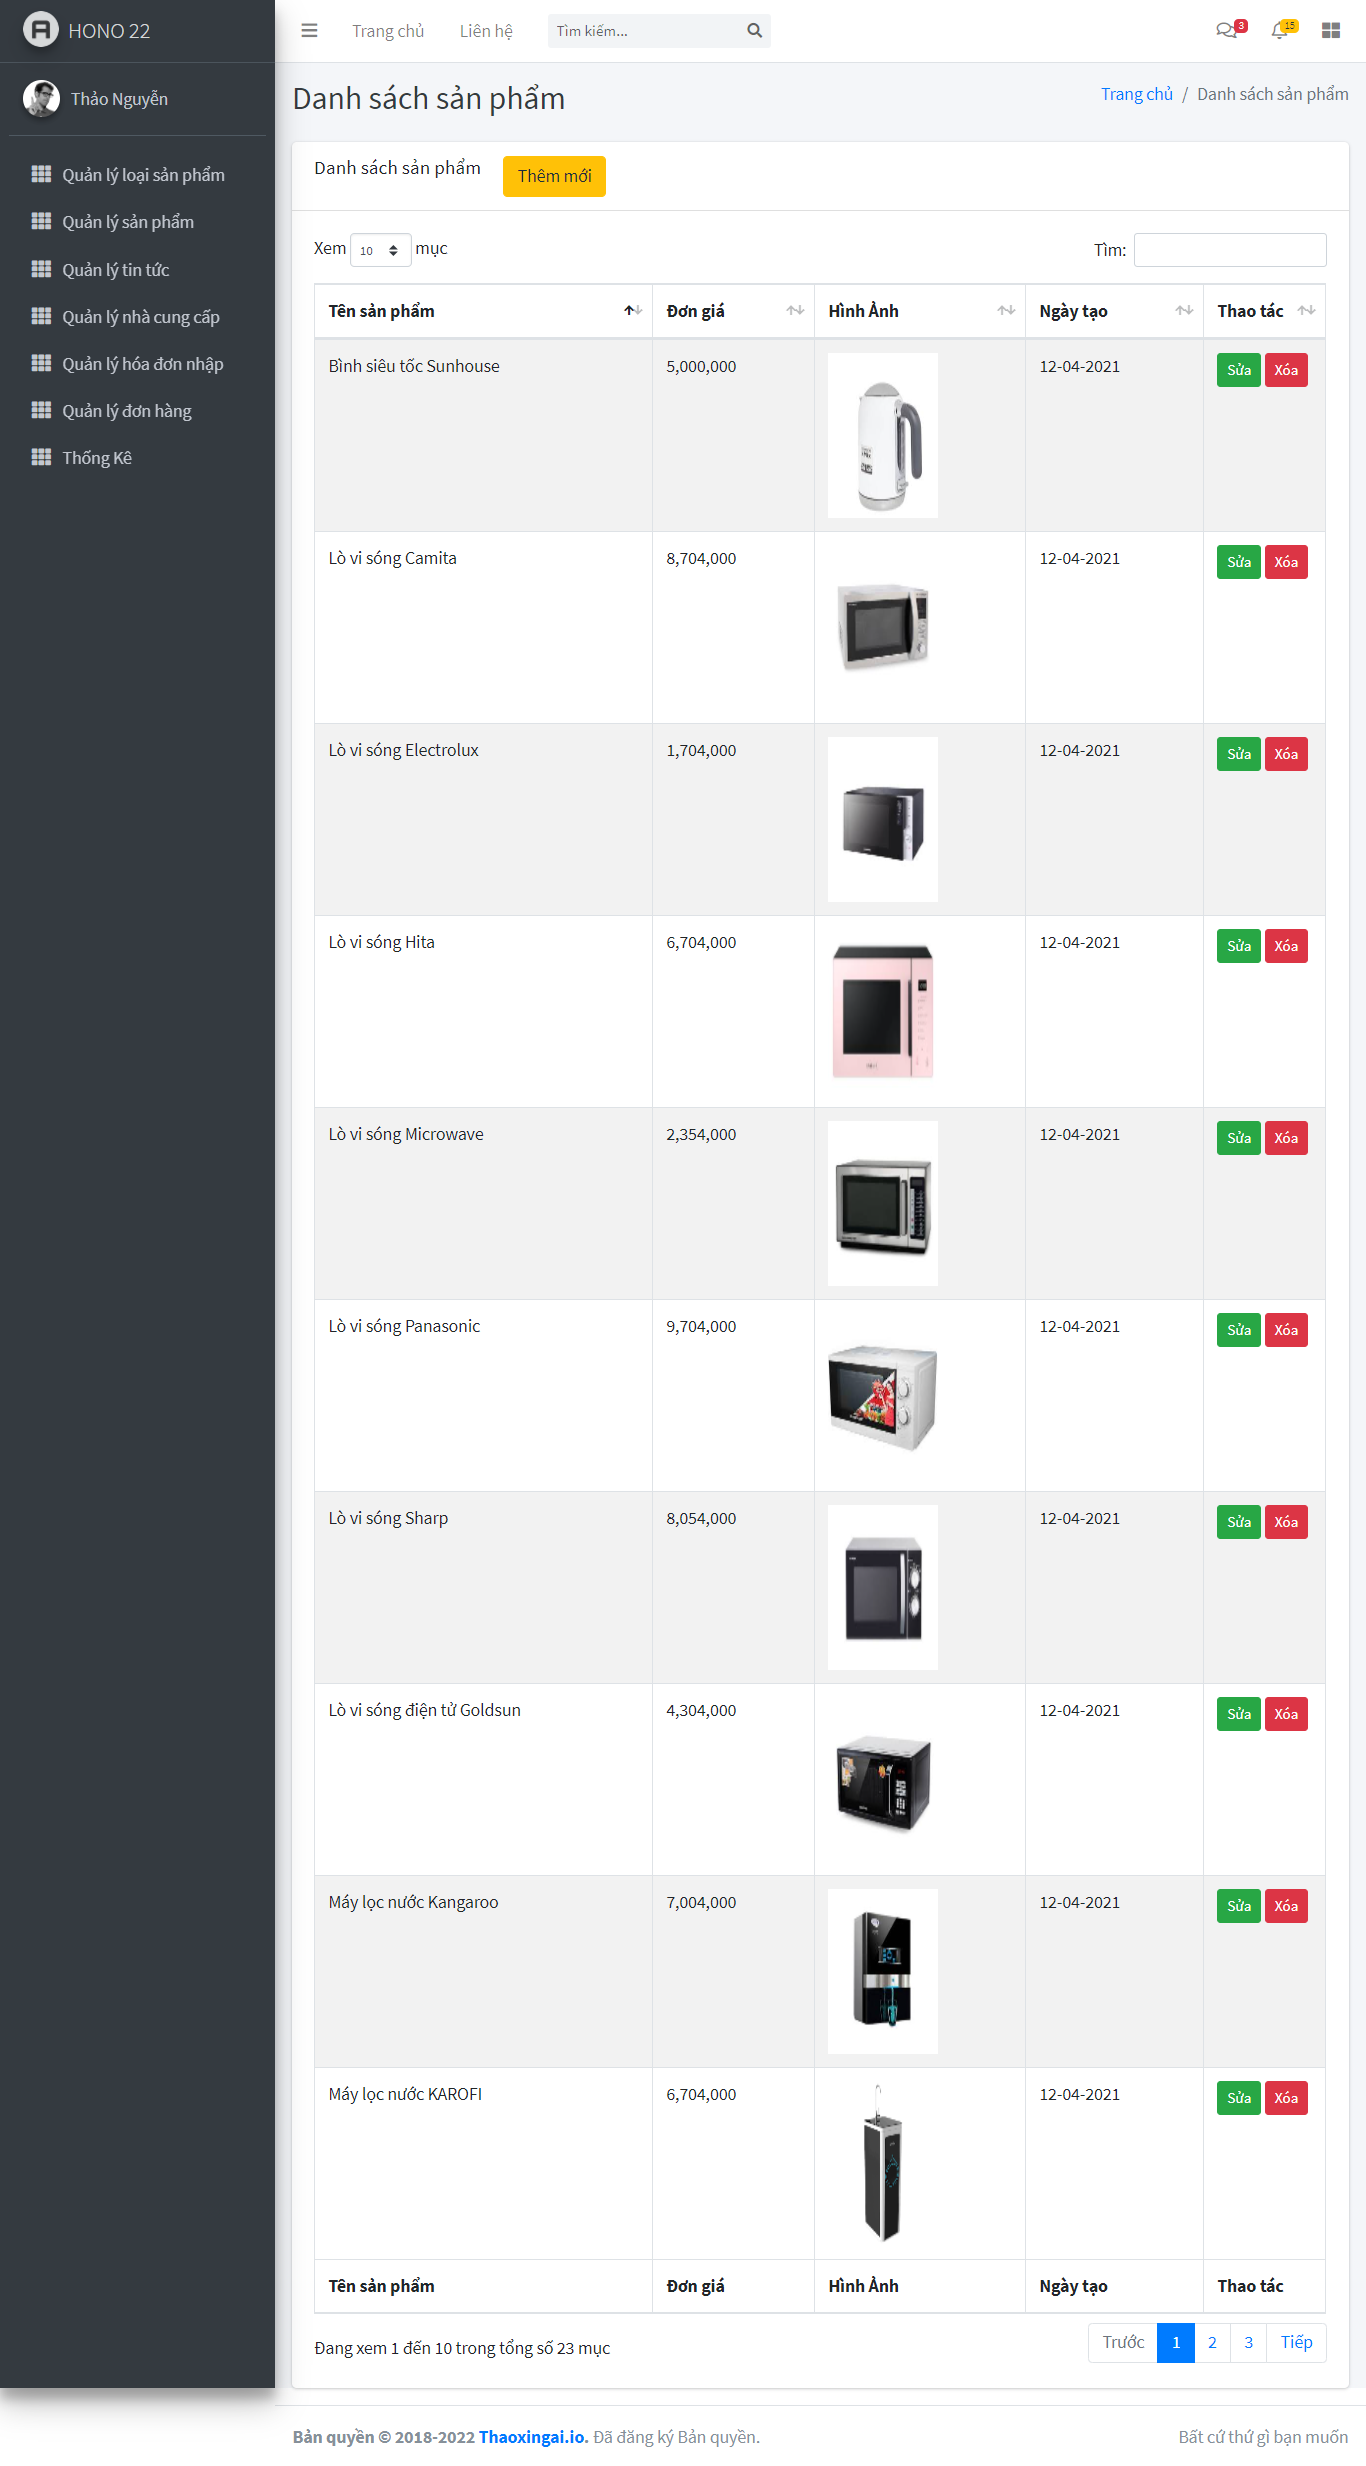 HONO 22
Trang chủ
Liên hệ
Tìm kiếm...
3
15
Thảo Nguyễn
Quản lý loại sản phẩm
Quản lý sản phẩm
Quản lý tin tức
Quản lý nhà cung cấp
Quản lý hóa đơn nhập
Quản lý đơn hàng
Thống Kê
Danh sách sản phẩm
Trang chủ / Danh sách sản phẩm
Danh sách sản phẩm
Thêm mới
Xem 10 mục
Tìm:
Tên sản phẩm Đơn giá Hình Ảnh Ngày tạo Thao tác
Bình siêu tốc Sunhouse 5,000,000 12-04-2021 Sửa Xóa
Lò vi sóng Camita 8,704,000 12-04-2021 Sửa Xóa
Lò vi sóng Electrolux 1,704,000 12-04-2021 Sửa Xóa
Lò vi sóng Hita 6,704,000 12-04-2021 Sửa Xóa
Lò vi sóng Microwave 2,354,000 12-04-2021 Sửa Xóa
Lò vi sóng Panasonic 9,704,000 12-04-2021 Sửa Xóa
Lò vi sóng Sharp 8,054,000 12-04-2021 Sửa Xóa
Lò vi sóng điện tử Goldsun 4,304,000 12-04-2021 Sửa Xóa
Máy lọc nước Kangaroo 7,004,000 12-04-2021 Sửa Xóa
Máy lọc nước KAROFI 6,704,000 12-04-2021 Sửa Xóa
Tên sản phẩm Đơn giá Hình Ảnh Ngày tạo Thao tác
Đang xem 1 đến 10 trong tổng số 23 mục
Trước 1 2 3 Tiếp
Bản quyền © 2018-2022 Thaoxingai.io. Đã đăng ký Bản quyền.
Bất cứ thứ gì bạn muốn